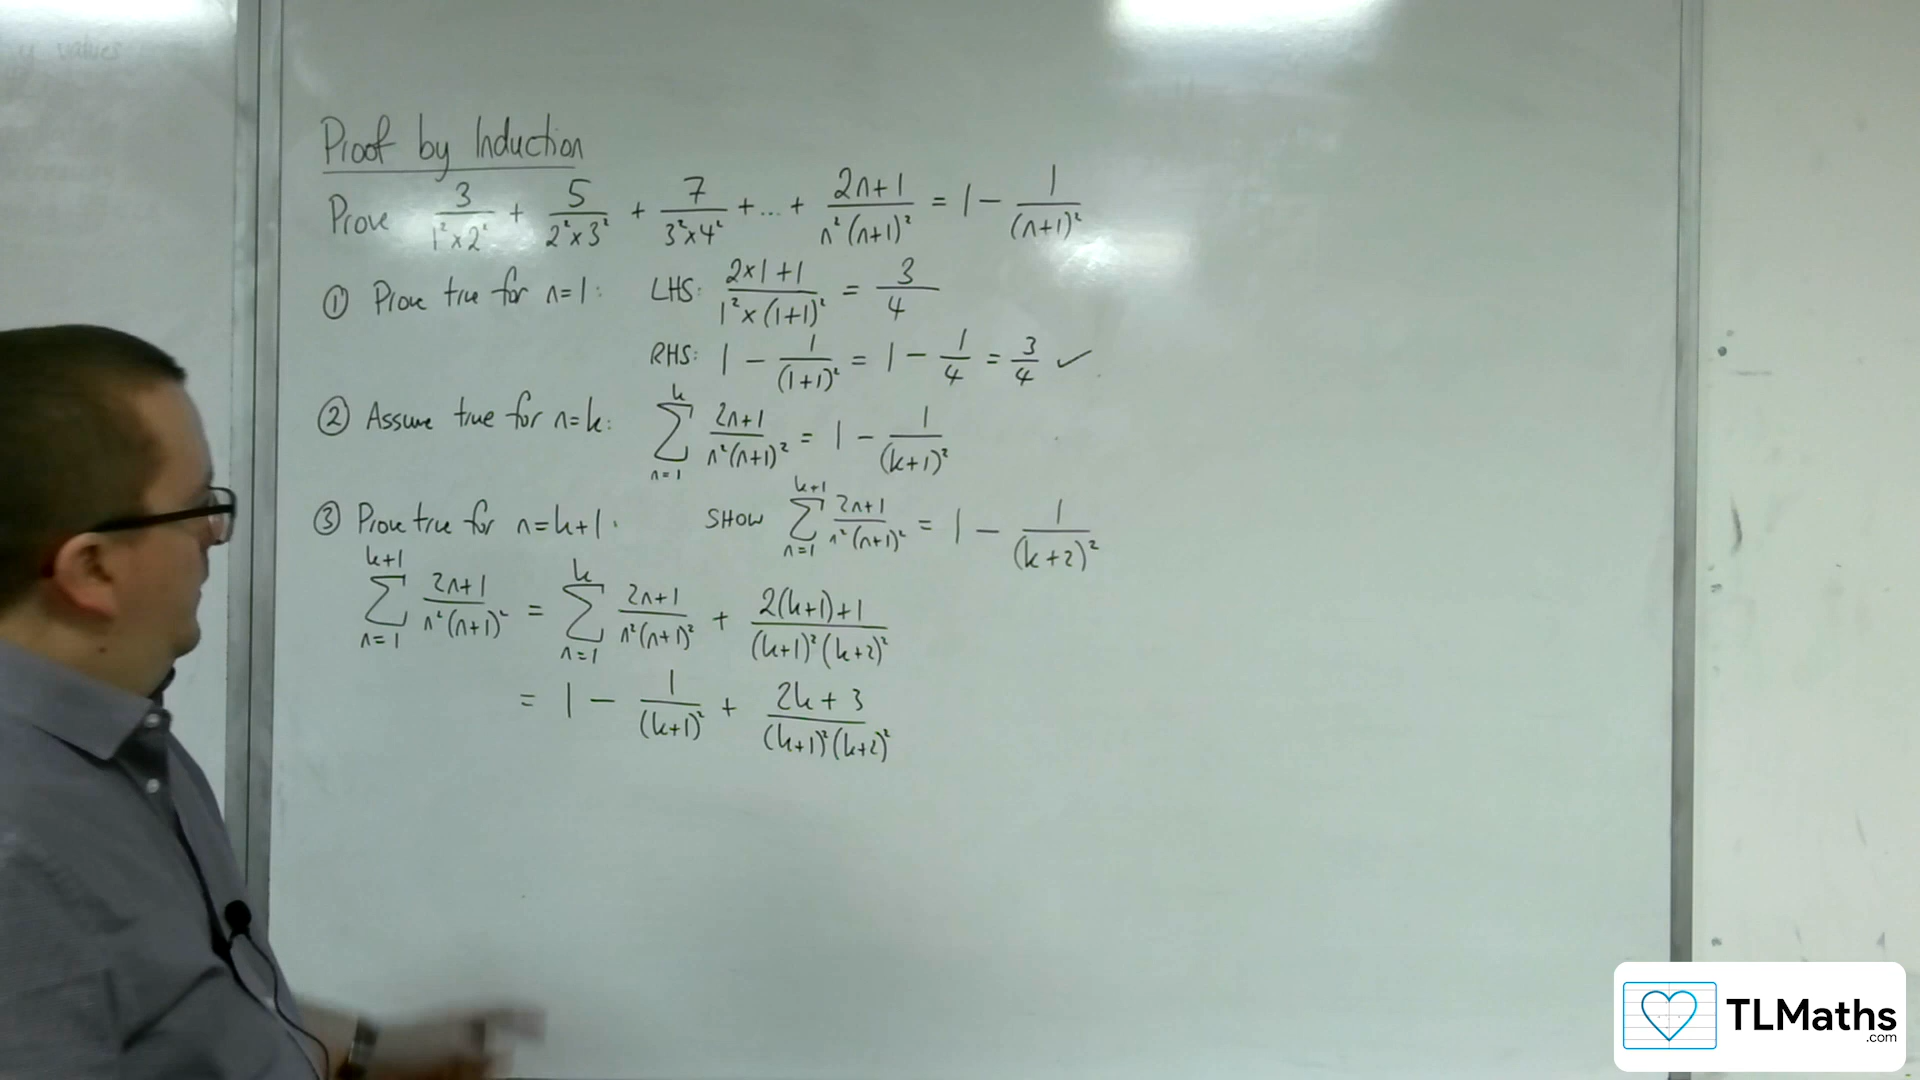 y values
Proof by Induction
Prove 3/(1²×2²) + 5/(2²×3²) + 7/(3²×4²) + ... + (2n+1)/(n²(n+1)²) = 1 − 1/(n+1)²
① Prove true for n=1: LHS: (2×1+1)/(1²×(1+1)²) = 3/4
RHS: 1 − 1/(1+1)² = 1 − 1/4 = 3/4 ✓
② Assume true for n=k: ∑_{n=1}^{k} (2n+1)/(n²(n+1)²) = 1 − 1/(k+1)²
③ Prove true for n=k+1. SHOW ∑_{n=1}^{k+1} (2n+1)/(n²(n+1)²) = 1 − 1/(k+2)²
∑_{n=1}^{k+1} (2n+1)/(n²(n+1)²) = ∑_{n=1}^{k} (2n+1)/(n²(n+1)²) + (2(k+1)+1)/((k+1)²(k+2)²)
= 1 − 1/(k+1)² + (2k+3)/((k+1)²(k+2)²)
TLMaths
.com